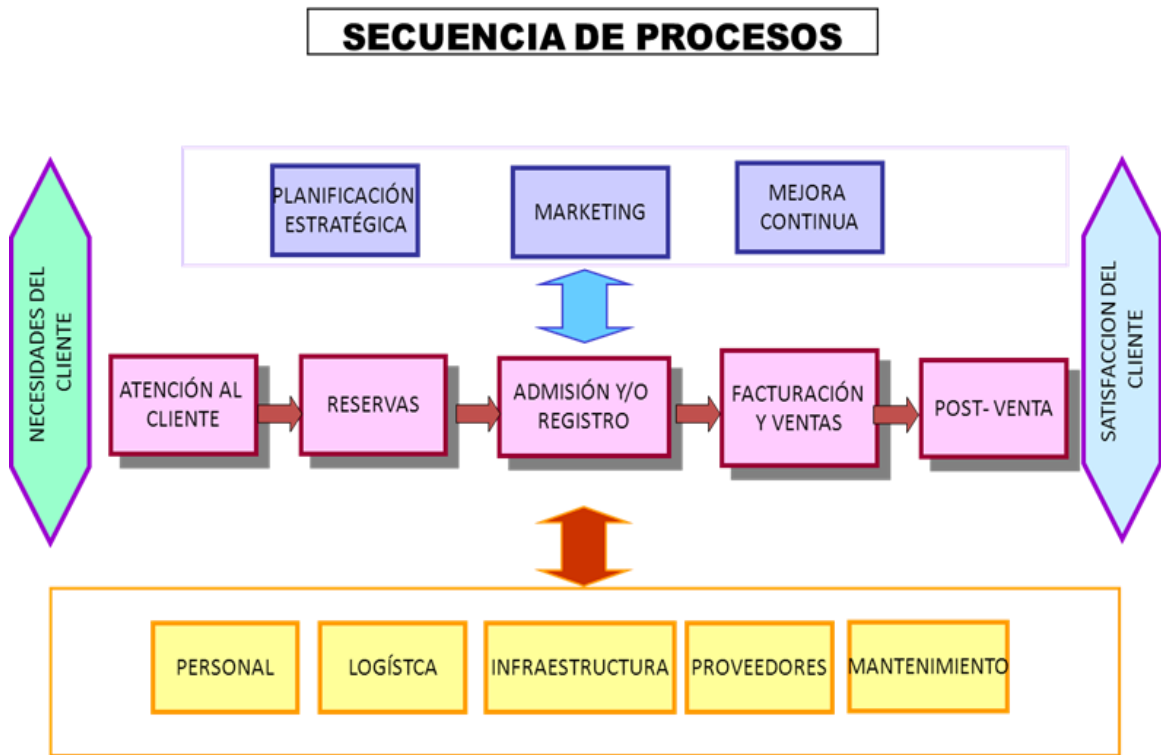 SECUENCIA DE PROCESOS
PLANIFICACIÓN
ESTRATÉGICA
MARKETING
MEJORA
CONTINUA
NECESIDADES DEL
CLIENTE
ATENCIÓN AL
CLIENTE
RESERVAS
ADMISIÓN Y/O
REGISTRO
FACTURACIÓN
Y VENTAS
POST- VENTA
SATISFACCION DEL
CLIENTE
PERSONAL
LOGÍSTCA
INFRAESTRUCTURA
PROVEEDORES
MANTENIMIENTO